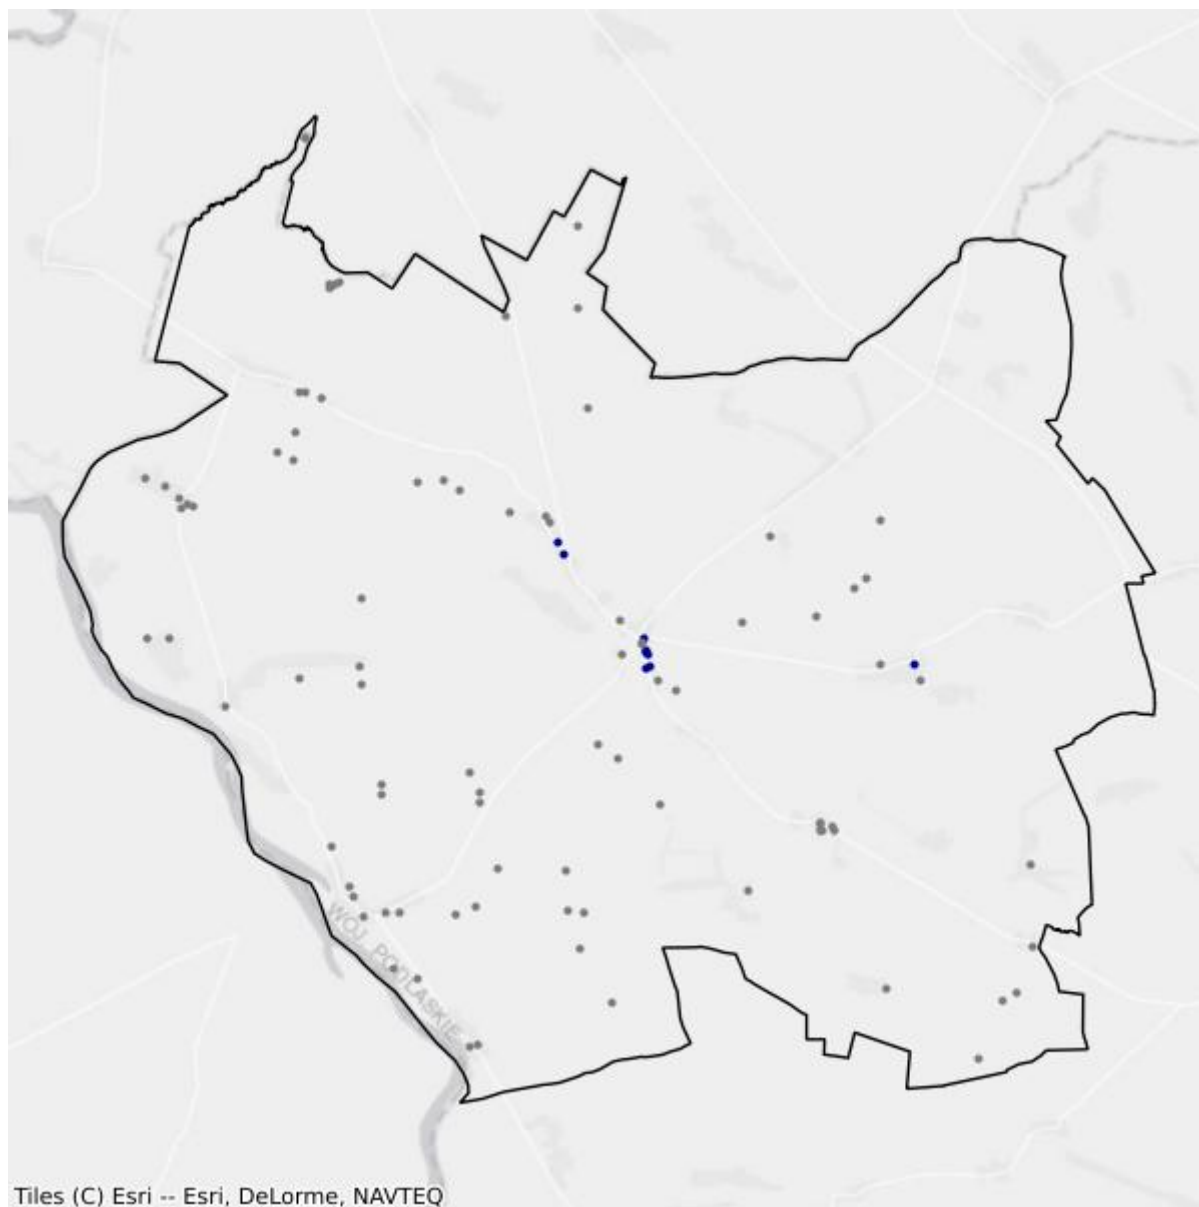 WOJ. PODLASKIE
Tiles (C) Esri -- Esri, DeLorme, NAVTEQ